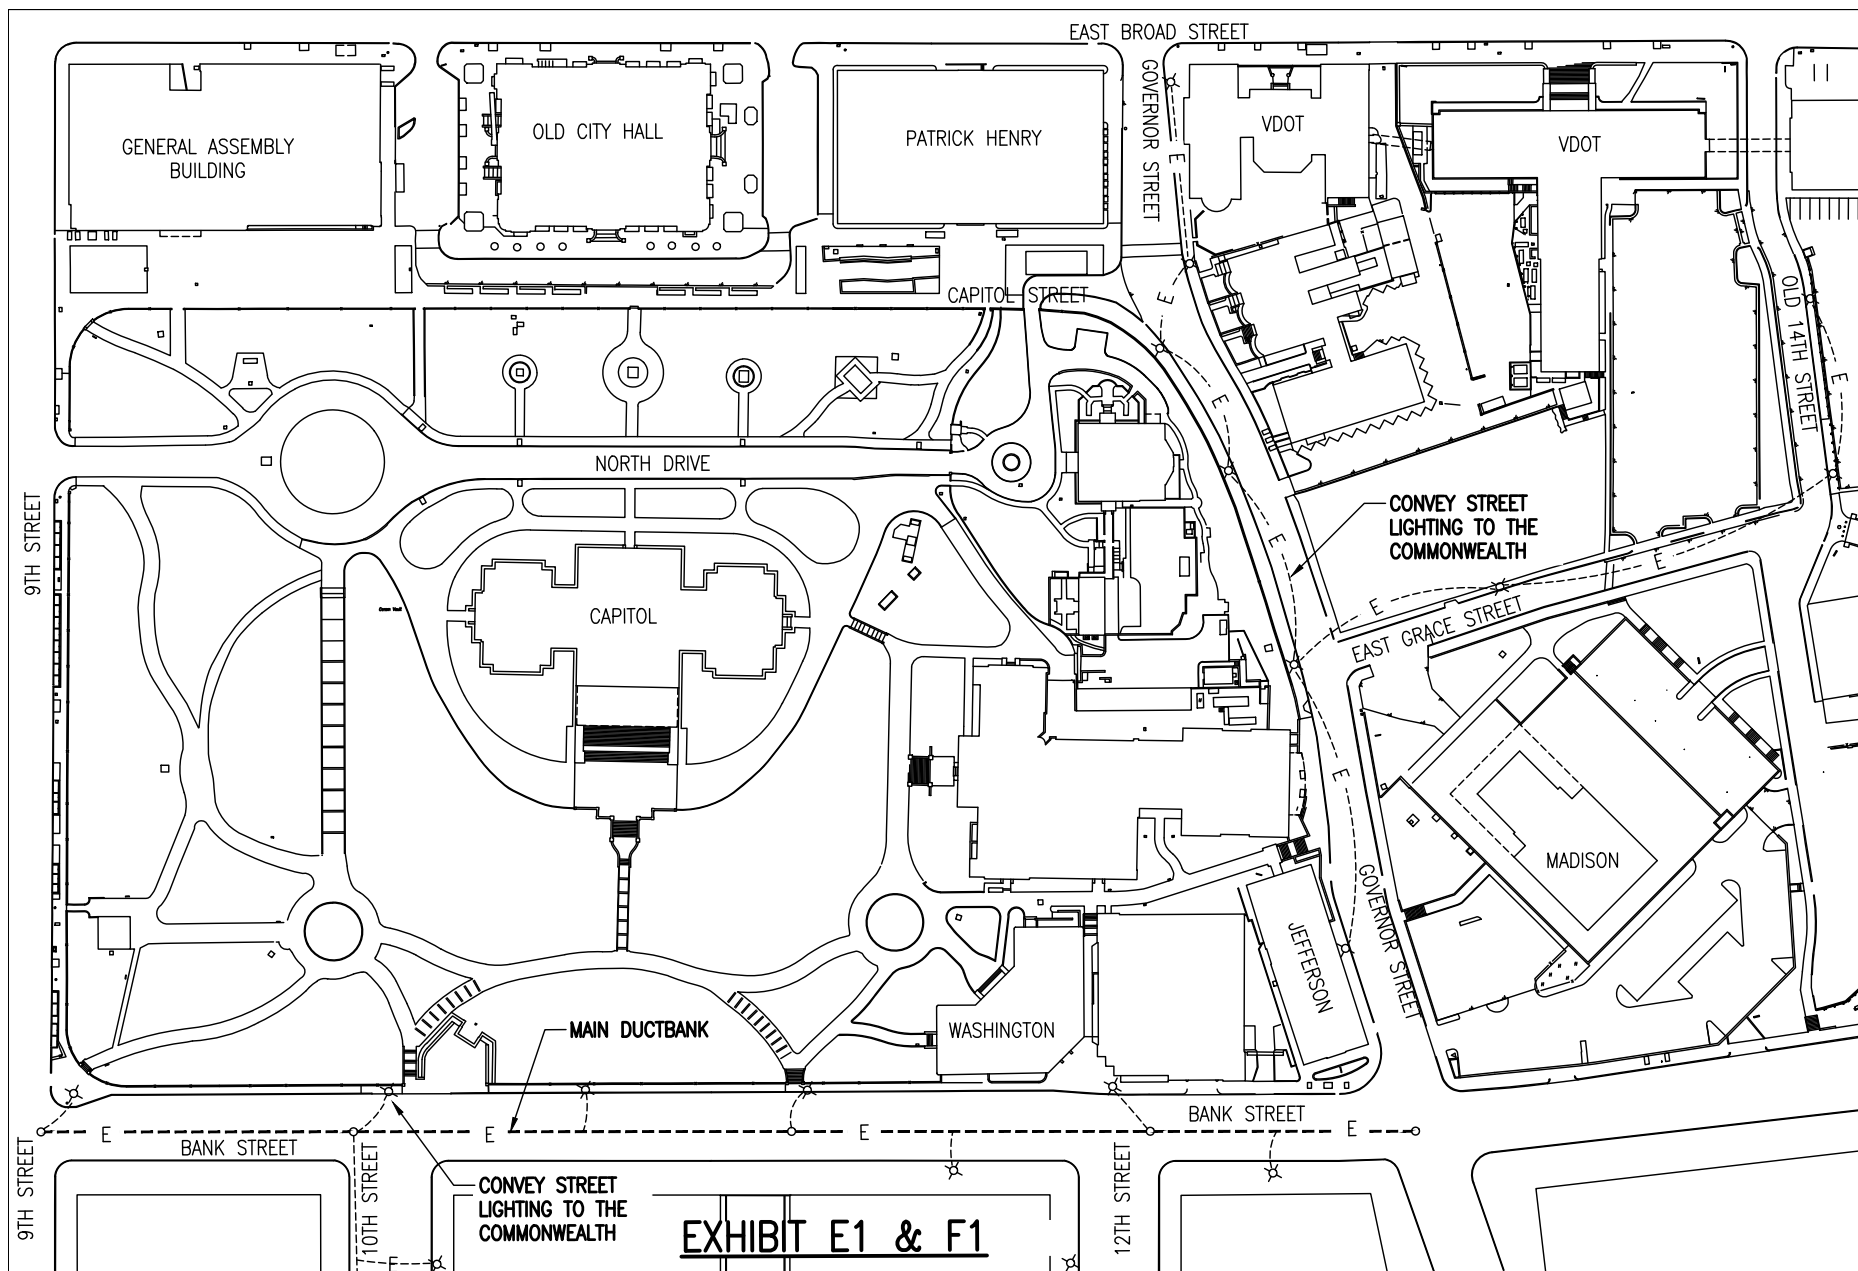 EAST BROAD STREET
GENERAL ASSEMBLY
BUILDING
OLD CITY HALL
PATRICK HENRY
GOVERNOR STREET
E
VDOT
VDOT
CAPITOL STREET
E
OLD 14TH STREET
E
E
NORTH DRIVE
9TH STREET
CONVEY STREET
LIGHTING TO THE
COMMONWEALTH
E
E
E
EAST GRACE STREET
CAPITOL
E
MADISON
GOVERNOR STREET
JEFFERSON
WASHINGTON
MAIN DUCTBANK
BANK STREET
E
E
E
E
BANK STREET
9TH STREET
10TH STREET
12TH STREET
CONVEY STREET
LIGHTING TO THE
COMMONWEALTH
E
EXHIBIT E1 & F1